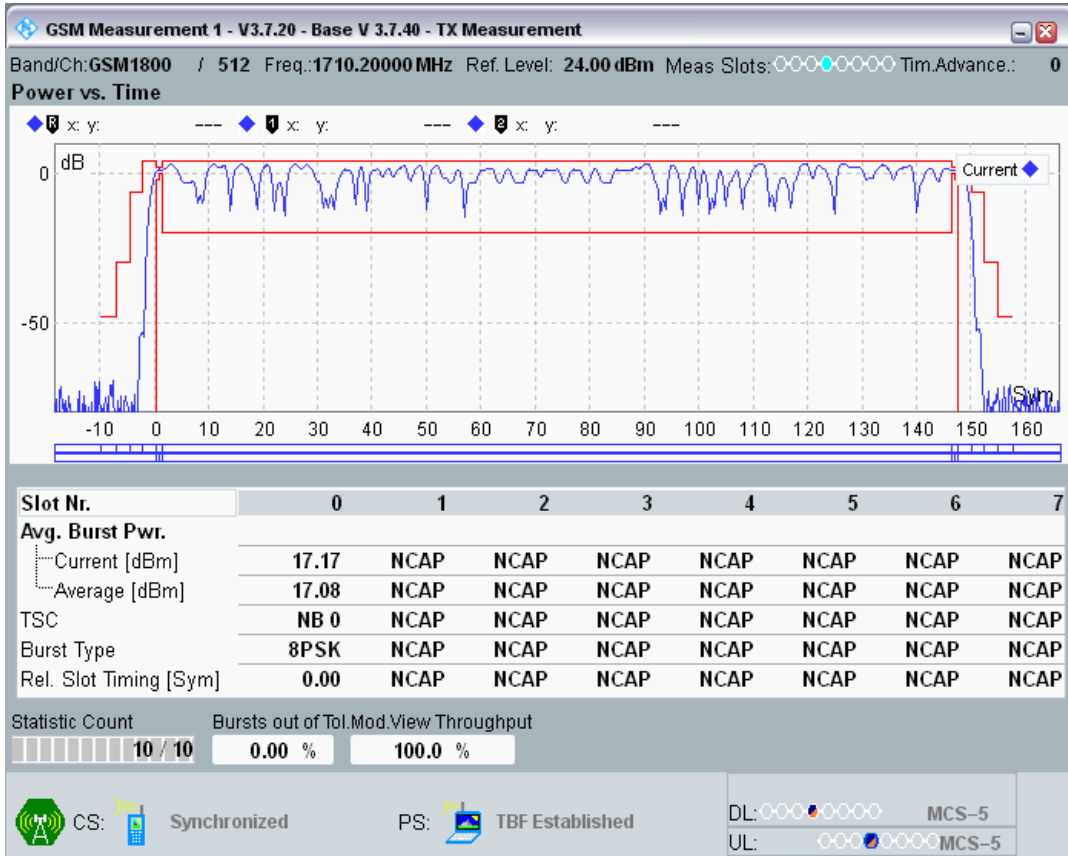 GSM Measurement 1 - V3.7.20 - Base V 3.7.40 - TX Measurement
Band/Ch:GSM1800 / 512 Freq.:1710.20000 MHz Ref. Level: 24.00 dBm Meas Slots: Tim.Advance.: 0
Power vs. Time
R x: y: --- 1 x: y: --- 2 x: y: ---
dB
Current
0
-50
Sym
-10 0 10 20 30 40 50 60 70 80 90 100 110 120 130 140 150 160
Slot Nr. 0 1 2 3 4 5 6 7
Avg. Burst Pwr.
Current [dBm] 17.17 NCAP NCAP NCAP NCAP NCAP NCAP NCAP
Average [dBm] 17.08 NCAP NCAP NCAP NCAP NCAP NCAP NCAP
TSC NB 0 NCAP NCAP NCAP NCAP NCAP NCAP NCAP
Burst Type 8PSK NCAP NCAP NCAP NCAP NCAP NCAP NCAP
Rel. Slot Timing [Sym] 0.00 NCAP NCAP NCAP NCAP NCAP NCAP NCAP
Statistic Count Bursts out of Tol.Mod.View Throughput
10 / 10 0.00 % 100.0 %
CS: Synchronized PS: TBF Established
DL: MCS-5
UL: MCS-5